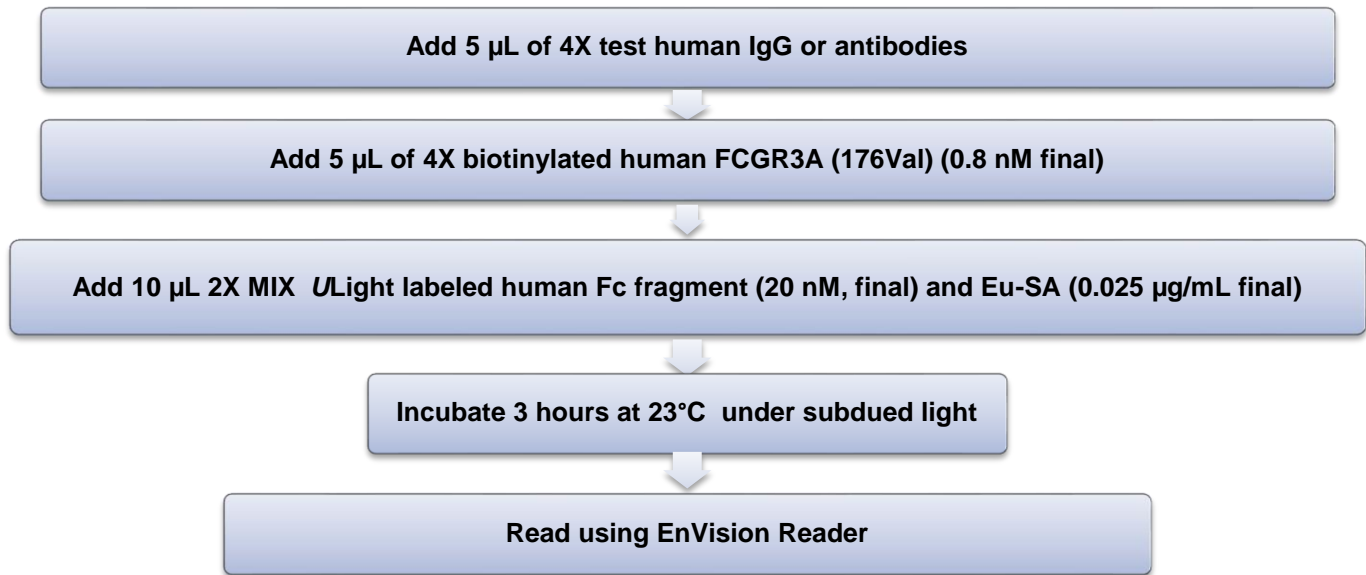 Add 5 µL of 4X test human IgG or antibodies
Add 5 µL of 4X biotinylated human FCGR3A (176Val) (0.8 nM final)
Add 10 µL 2X MIX ULight labeled human Fc fragment (20 nM, final) and Eu-SA (0.025 µg/mL final)
Incubate 3 hours at 23°C under subdued light
Read using EnVision Reader